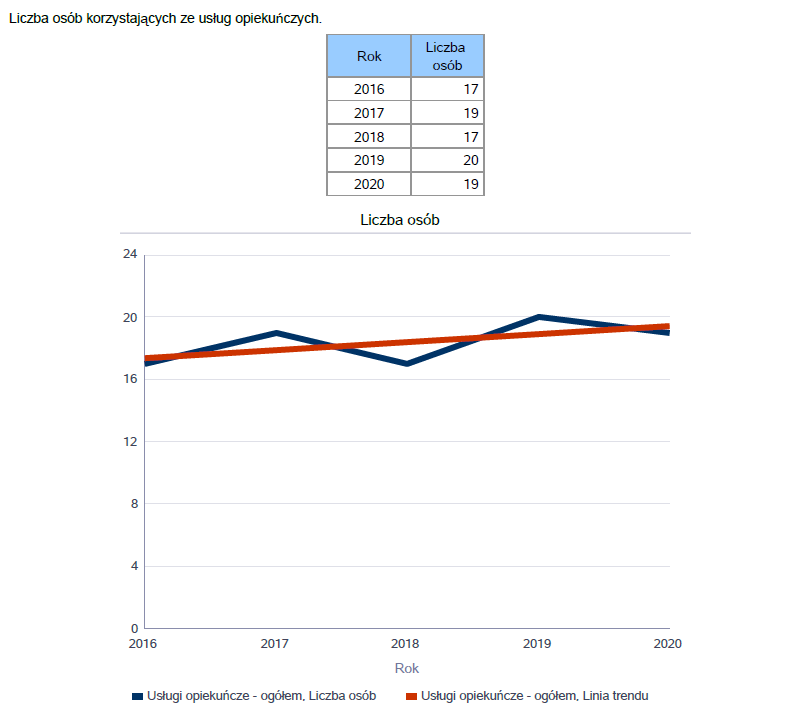 Liczba osób korzystających ze usług opiekuńczych.
Rok Liczba
osób
2016 17
2017 19
2018 17
2019 20
2020 19
Liczba osób
24
20
16
12
8
4
0
2016 2017 2018 2019 2020
Rok
Usługi opiekuńcze - ogółem, Liczba osób Usługi opiekuńcze - ogółem, Linia trendu